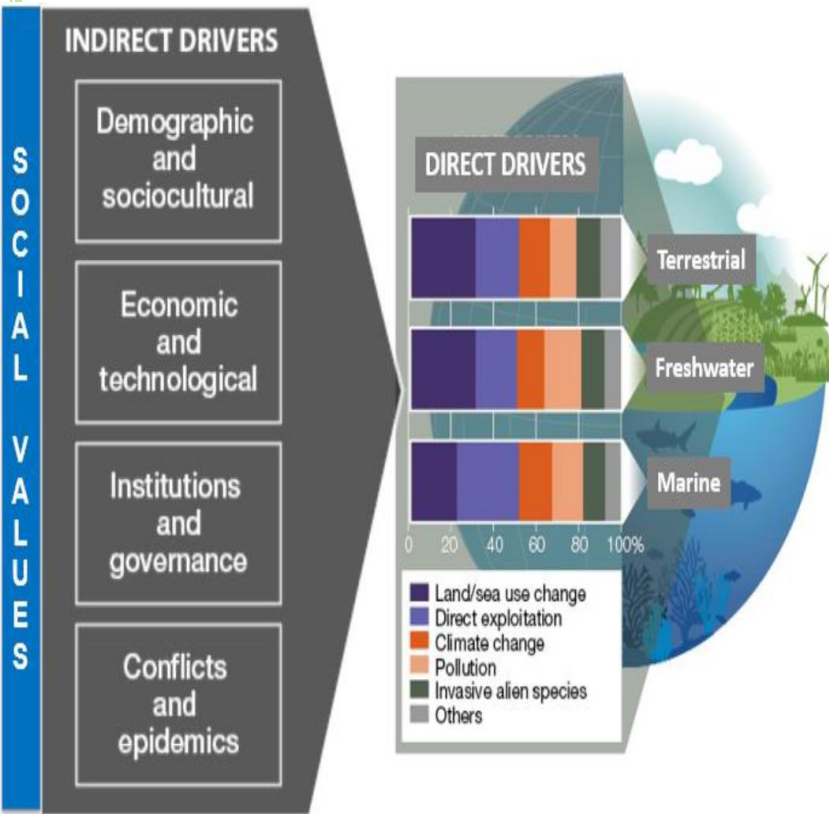 SOCIAL VALUES
INDIRECT DRIVERS
Demographic
and
sociocultural
Economic
and
technological
Institutions
and
governance
Conflicts
and
epidemics
DIRECT DRIVERS
Terrestrial
Freshwater
Marine
0 20 40 60 80 100%
Land/sea use change
Direct exploitation
Climate change
Pollution
Invasive alien species
Others